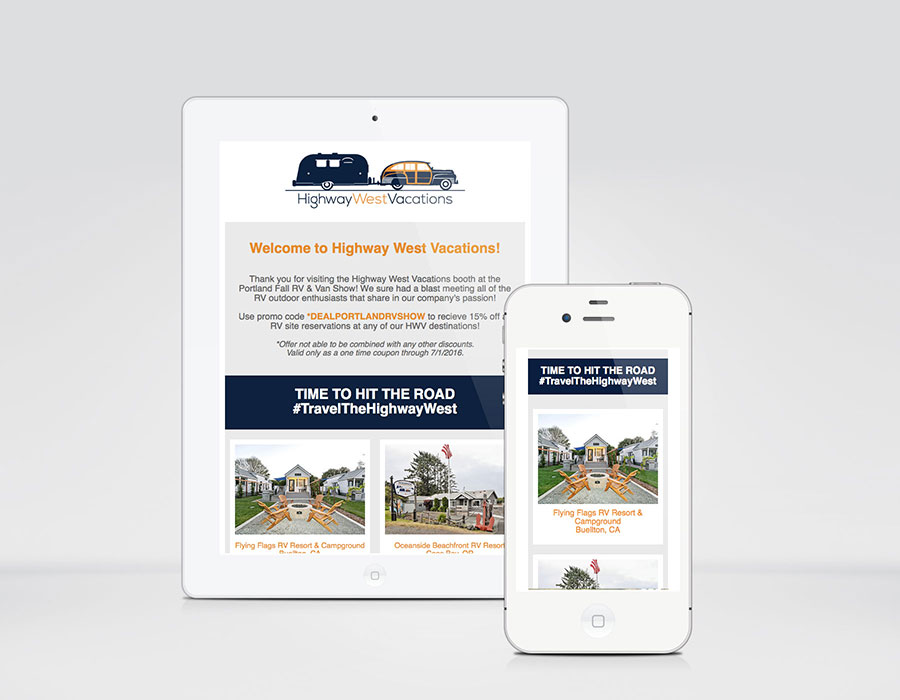 HighwayWestVacations
Welcome to Highway West Vacations!
Thank you for visiting the Highway West Vacations booth at the
Portland Fall RV & Van Show! We sure had a blast meeting all of the
RV outdoor enthusiasts that share in our company's passion!
Use promo code *DEALPORTLANDRVSHOW to recieve 15% off
RV site reservations at any of our HWV destinations!
*Offer not able to be combined with any other discounts.
Valid only as a one time coupon through 7/1/2016.
TIME TO HIT THE ROAD
#TravelTheHighwayWest
Flying Flags RV Resort & Campground
Buellton, CA
Oceanside Beachfront RV Resort
Coos Bay, OR
TIME TO HIT THE ROAD
#TravelTheHighwayWest
Flying Flags RV Resort &
Campground
Buellton, CA